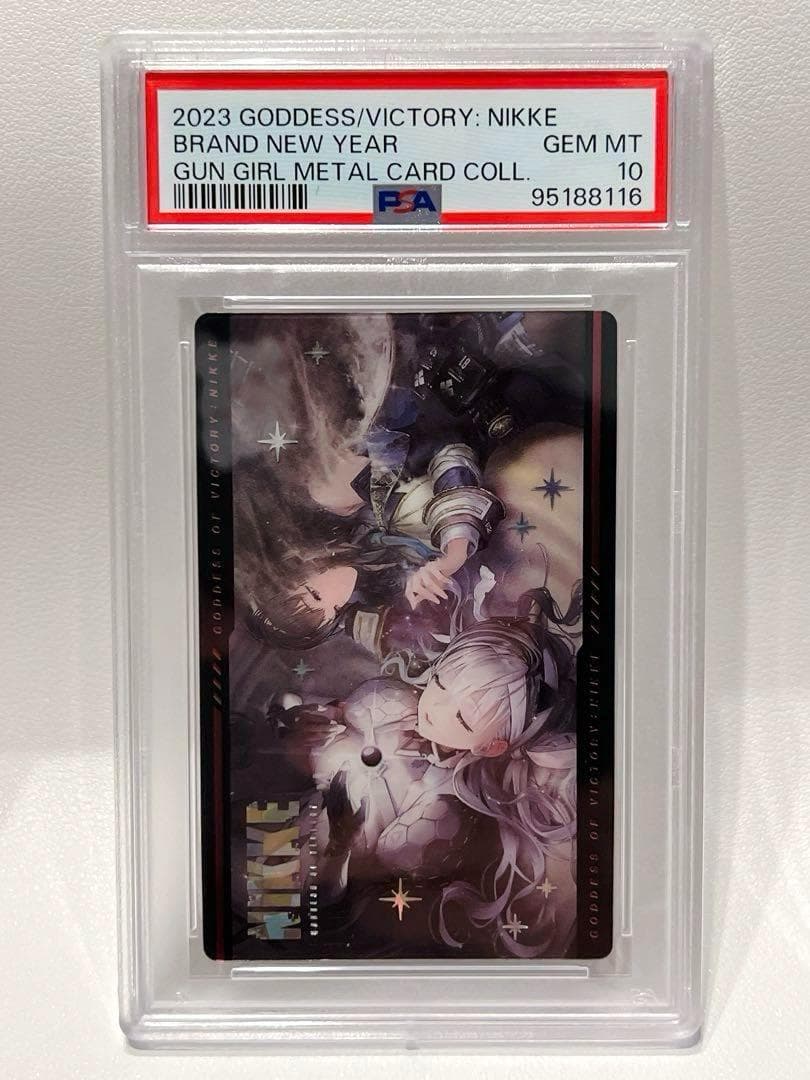 2023 GODDESS/VICTORY: NIKKE
BRAND NEW YEAR GEM MT
GUN GIRL METAL CARD COLL. 10
PSA 95188116
GODDESS OF VICTORY: NIKKE
GODDESS OF VICTORY: NIKKE
NIKKE
GODDESS OF VICTORY